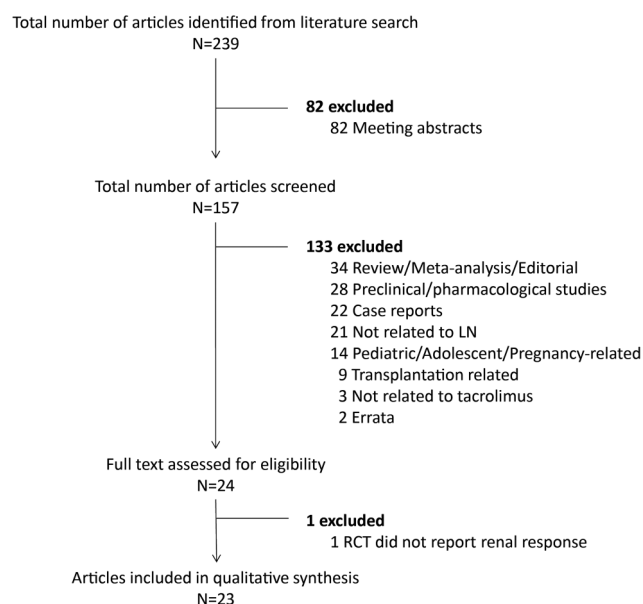 Total number of articles identified from literature search
N=239
82 excluded
82 Meeting abstracts
Total number of articles screened
N=157
133 excluded
34 Review/Meta-analysis/Editorial
28 Preclinical/pharmacological studies
22 Case reports
21 Not related to LN
14 Pediatric/Adolescent/Pregnancy-related
9 Transplantation related
3 Not related to tacrolimus
2 Errata
Full text assessed for eligibility
N=24
1 excluded
1 RCT did not report renal response
Articles included in qualitative synthesis
N=23